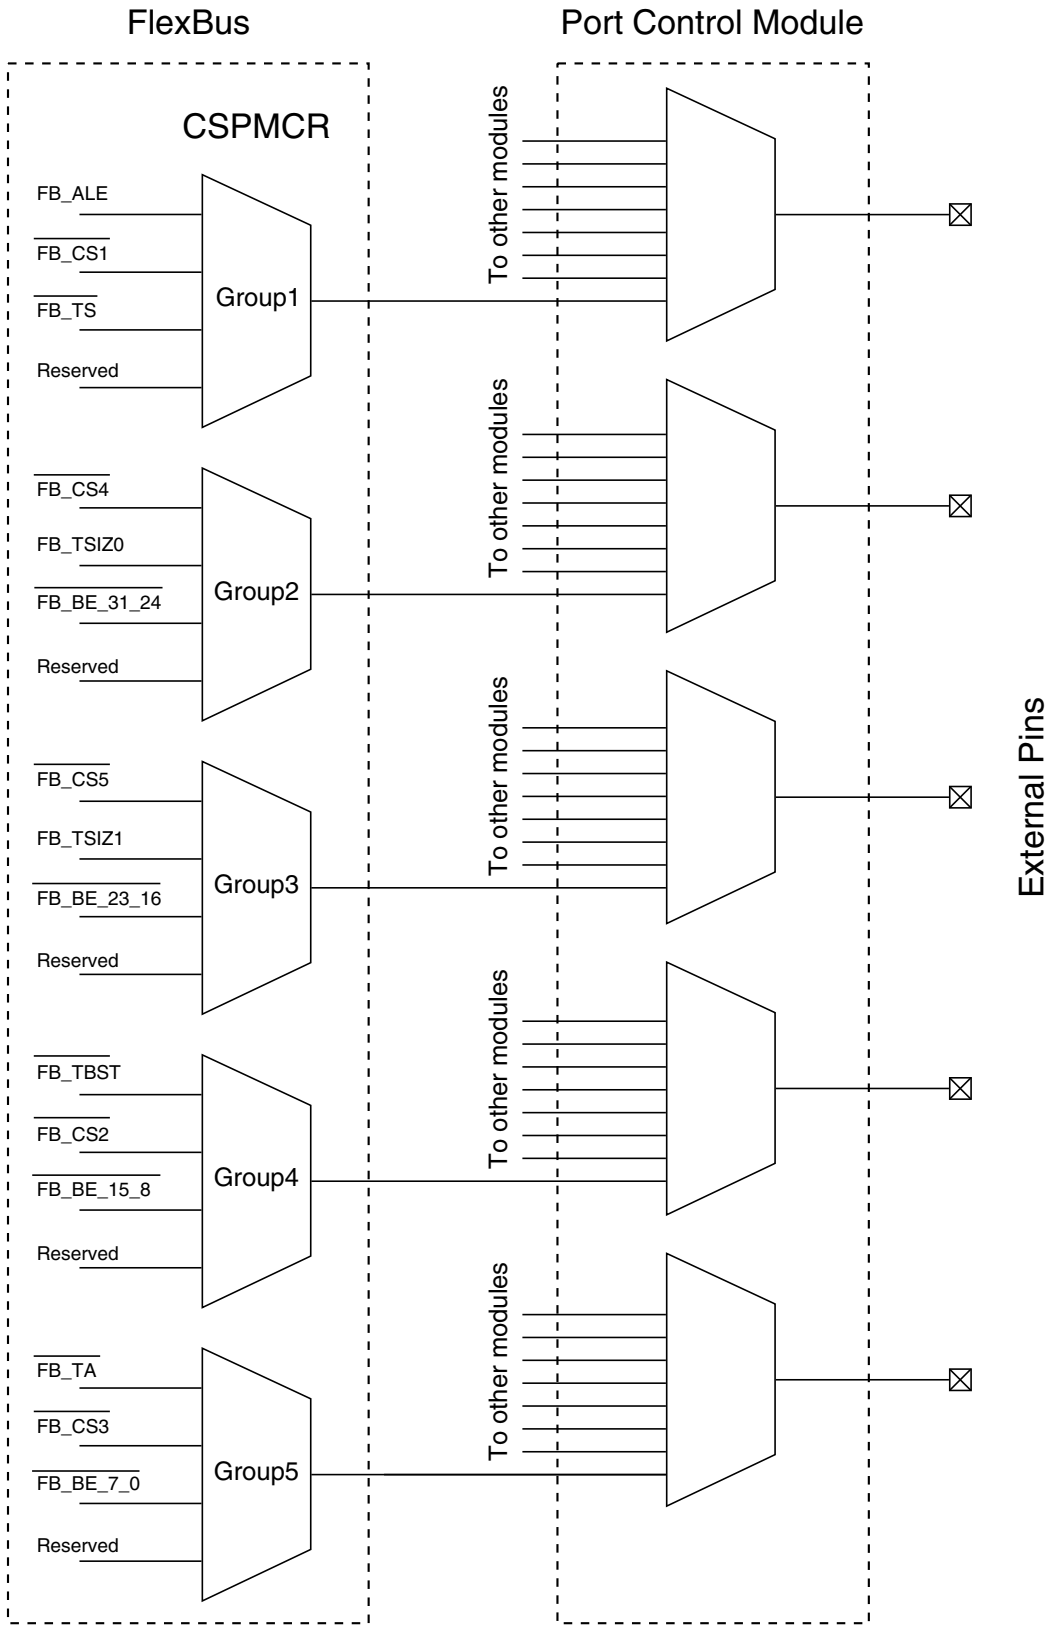 FlexBus
Port Control Module
CSPMCR
FB_ALE
FB_CS1
FB_TS
Reserved
Group1
To other modules
FB_CS4
FB_TSIZ0
FB_BE_31_24
Reserved
Group2
To other modules
FB_CS5
FB_TSIZ1
FB_BE_23_16
Reserved
Group3
To other modules
External Pins
FB_TBST
FB_CS2
FB_BE_15_8
Reserved
Group4
To other modules
FB_TA
FB_CS3
FB_BE_7_0
Reserved
Group5
To other modules